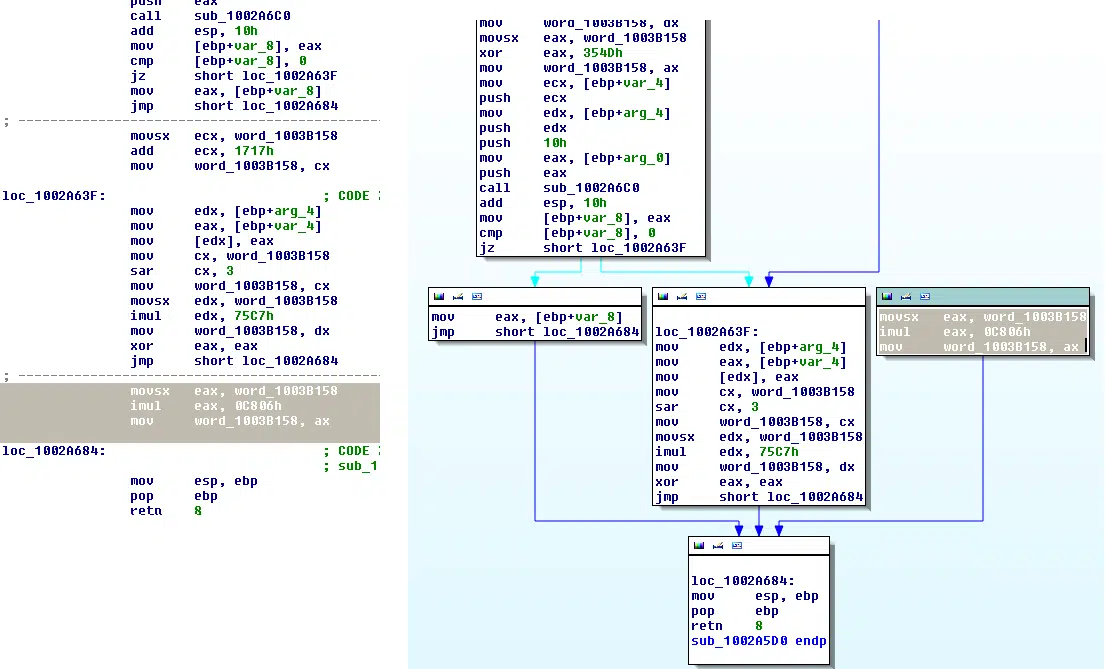 push    eax
call    sub_1002A6C0
add     esp, 10h
mov     [ebp+var_8], eax
cmp     [ebp+var_8], 0
jz      short loc_1002A63F
mov     eax, [ebp+var_8]
jmp     short loc_1002A684
; ---------------------------------------------
movsx   ecx, word_1003B158
add     ecx, 1717h
mov     word_1003B158, cx
loc_1002A63F: ; CODE
mov     edx, [ebp+arg_4]
mov     eax, [ebp+var_4]
mov     [edx], eax
mov     cx, word_1003B158
sar     cx, 3
mov     word_1003B158, cx
movsx   edx, word_1003B158
imul    edx, 75C7h
mov     word_1003B158, dx
xor     eax, eax
jmp     short loc_1002A684
; ---------------------------------------------
movsx   eax, word_1003B158
imul    eax, 0C806h
mov     word_1003B158, ax
loc_1002A684: ; CODE
; sub_1
mov     esp, ebp
pop     ebp
retn    8
mov     word_1003B158, dx
movsx   eax, word_1003B158
xor     eax, 354Dh
mov     word_1003B158, ax
mov     ecx, [ebp+var_4]
push    ecx
mov     edx, [ebp+arg_4]
push    edx
push    10h
mov     eax, [ebp+arg_0]
push    eax
call    sub_1002A6C0
add     esp, 10h
mov     [ebp+var_8], eax
cmp     [ebp+var_8], 0
jz      short loc_1002A63F
mov     eax, [ebp+var_8]
jmp     short loc_1002A684
loc_1002A63F:
mov     edx, [ebp+arg_4]
mov     eax, [ebp+var_4]
mov     [edx], eax
mov     cx, word_1003B158
sar     cx, 3
mov     word_1003B158, cx
movsx   edx, word_1003B158
imul    edx, 75C7h
mov     word_1003B158, dx
xor     eax, eax
jmp     short loc_1002A684
movsx   eax, word_1003B158
imul    eax, 0C806h
mov     word_1003B158, ax
loc_1002A684:
mov     esp, ebp
pop     ebp
retn    8
sub_1002A5D0 endp